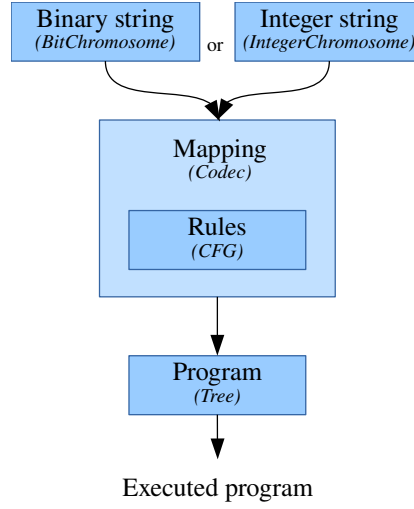 Binary string
(BitChromosome)
or
Integer string
(IntegerChromosome)
Mapping
(Codec)
Rules
(CFG)
Program
(Tree)
Executed program